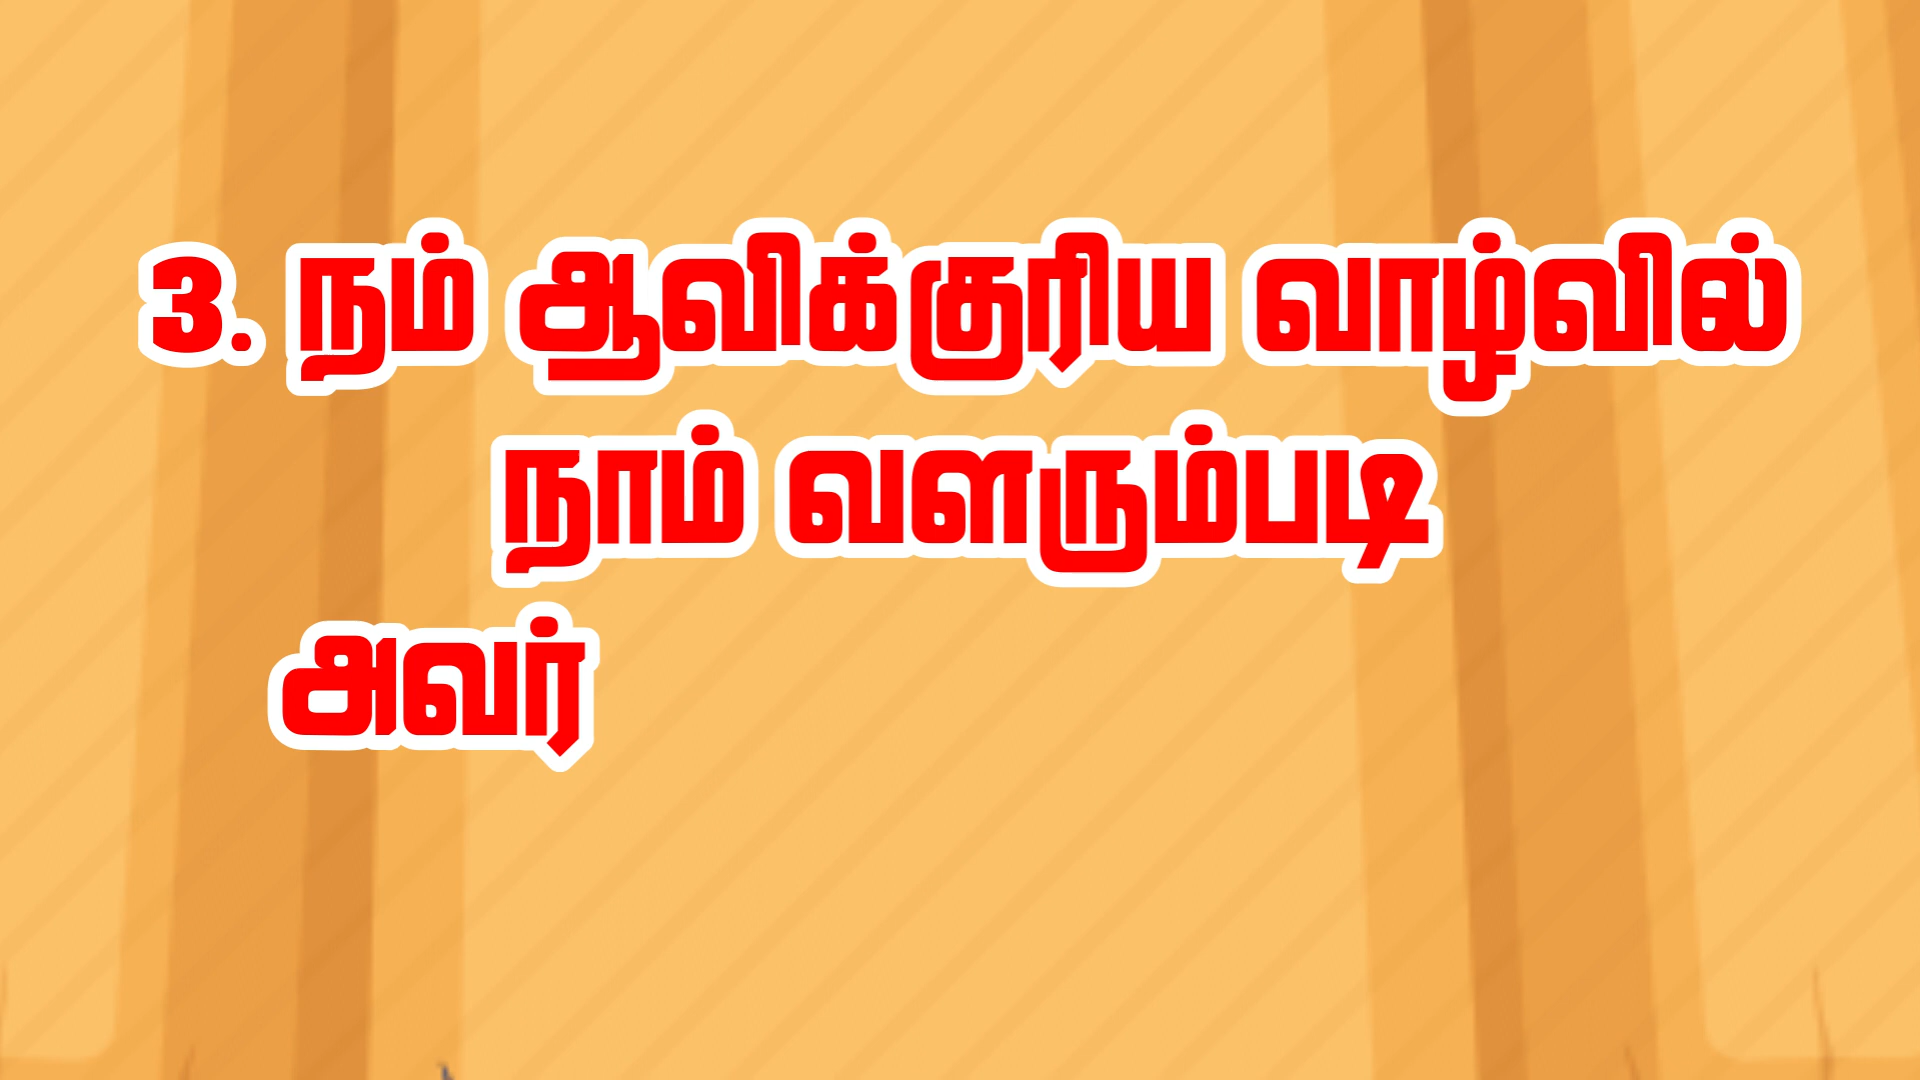 3. நம் ஆவிக்குரிய வாழ்வில்
நாம் வளரும்படி
அவர்